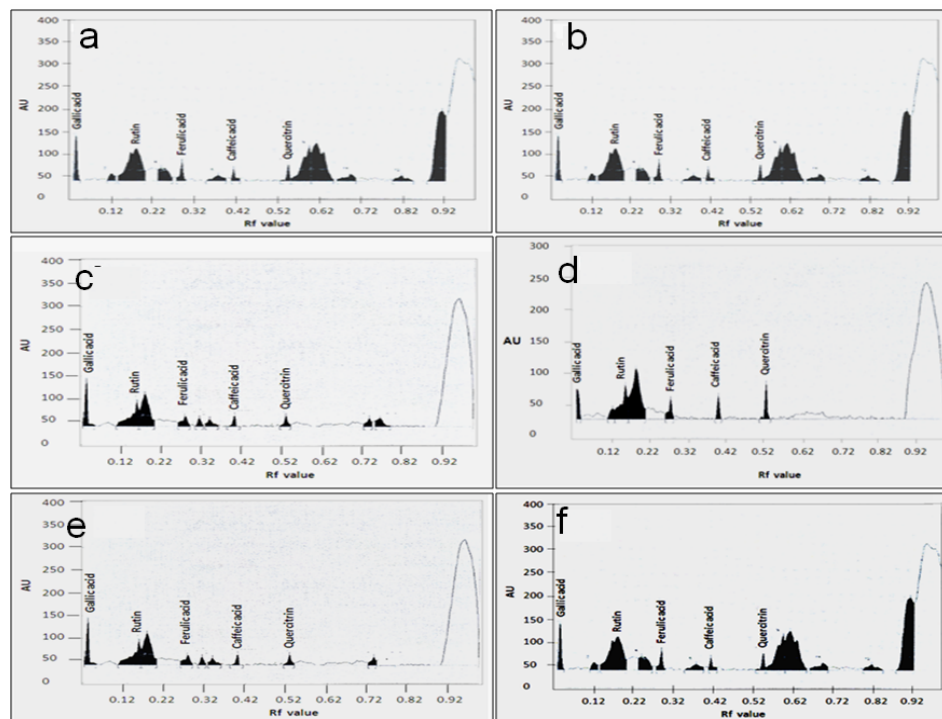 a
400
350
300
250
200
150
100
50
0
AU
Gallicacid
Rutin
Ferulicacid
Caffeicacid
Quercitrin
0.12 0.22 0.32 0.42 0.52 0.62 0.72 0.82 0.92
Rf value
b
400
350
300
250
200
150
100
50
0
AU
Gallicacid
Rutin
Ferulicacid
Caffeicacid
Quercitrin
0.12 0.22 0.32 0.42 0.52 0.62 0.72 0.82 0.92
Rf value
c
400
350
300
250
200
150
100
50
0
AU
Gallicacid
Rutin
Ferulicacid
Caffeicacid
Quercitrin
0.12 0.22 0.32 0.42 0.52 0.62 0.72 0.82 0.92
Rf value
d
300
200
150
100
50
0
AU
Gallicacid
Rutin
Ferulicacid
Caffeicacid
Quercitrin
0.12 0.22 0.32 0.42 0.52 0.62 0.72 0.82 0.92
Rf value
e
400
350
300
250
200
150
100
50
0
AU
Gallicacid
Rutin
Ferulicacid
Caffeicacid
Quercitrin
0.12 0.22 0.32 0.42 0.52 0.62 0.72 0.82 0.92
Rf value
f
400
350
300
250
200
150
100
50
0
AU
Gallicacid
Rutin
Ferulicacid
Caffeicacid
Quercitrin
0.12 0.22 0.32 0.42 0.52 0.62 0.72 0.82 0.92
Rf value